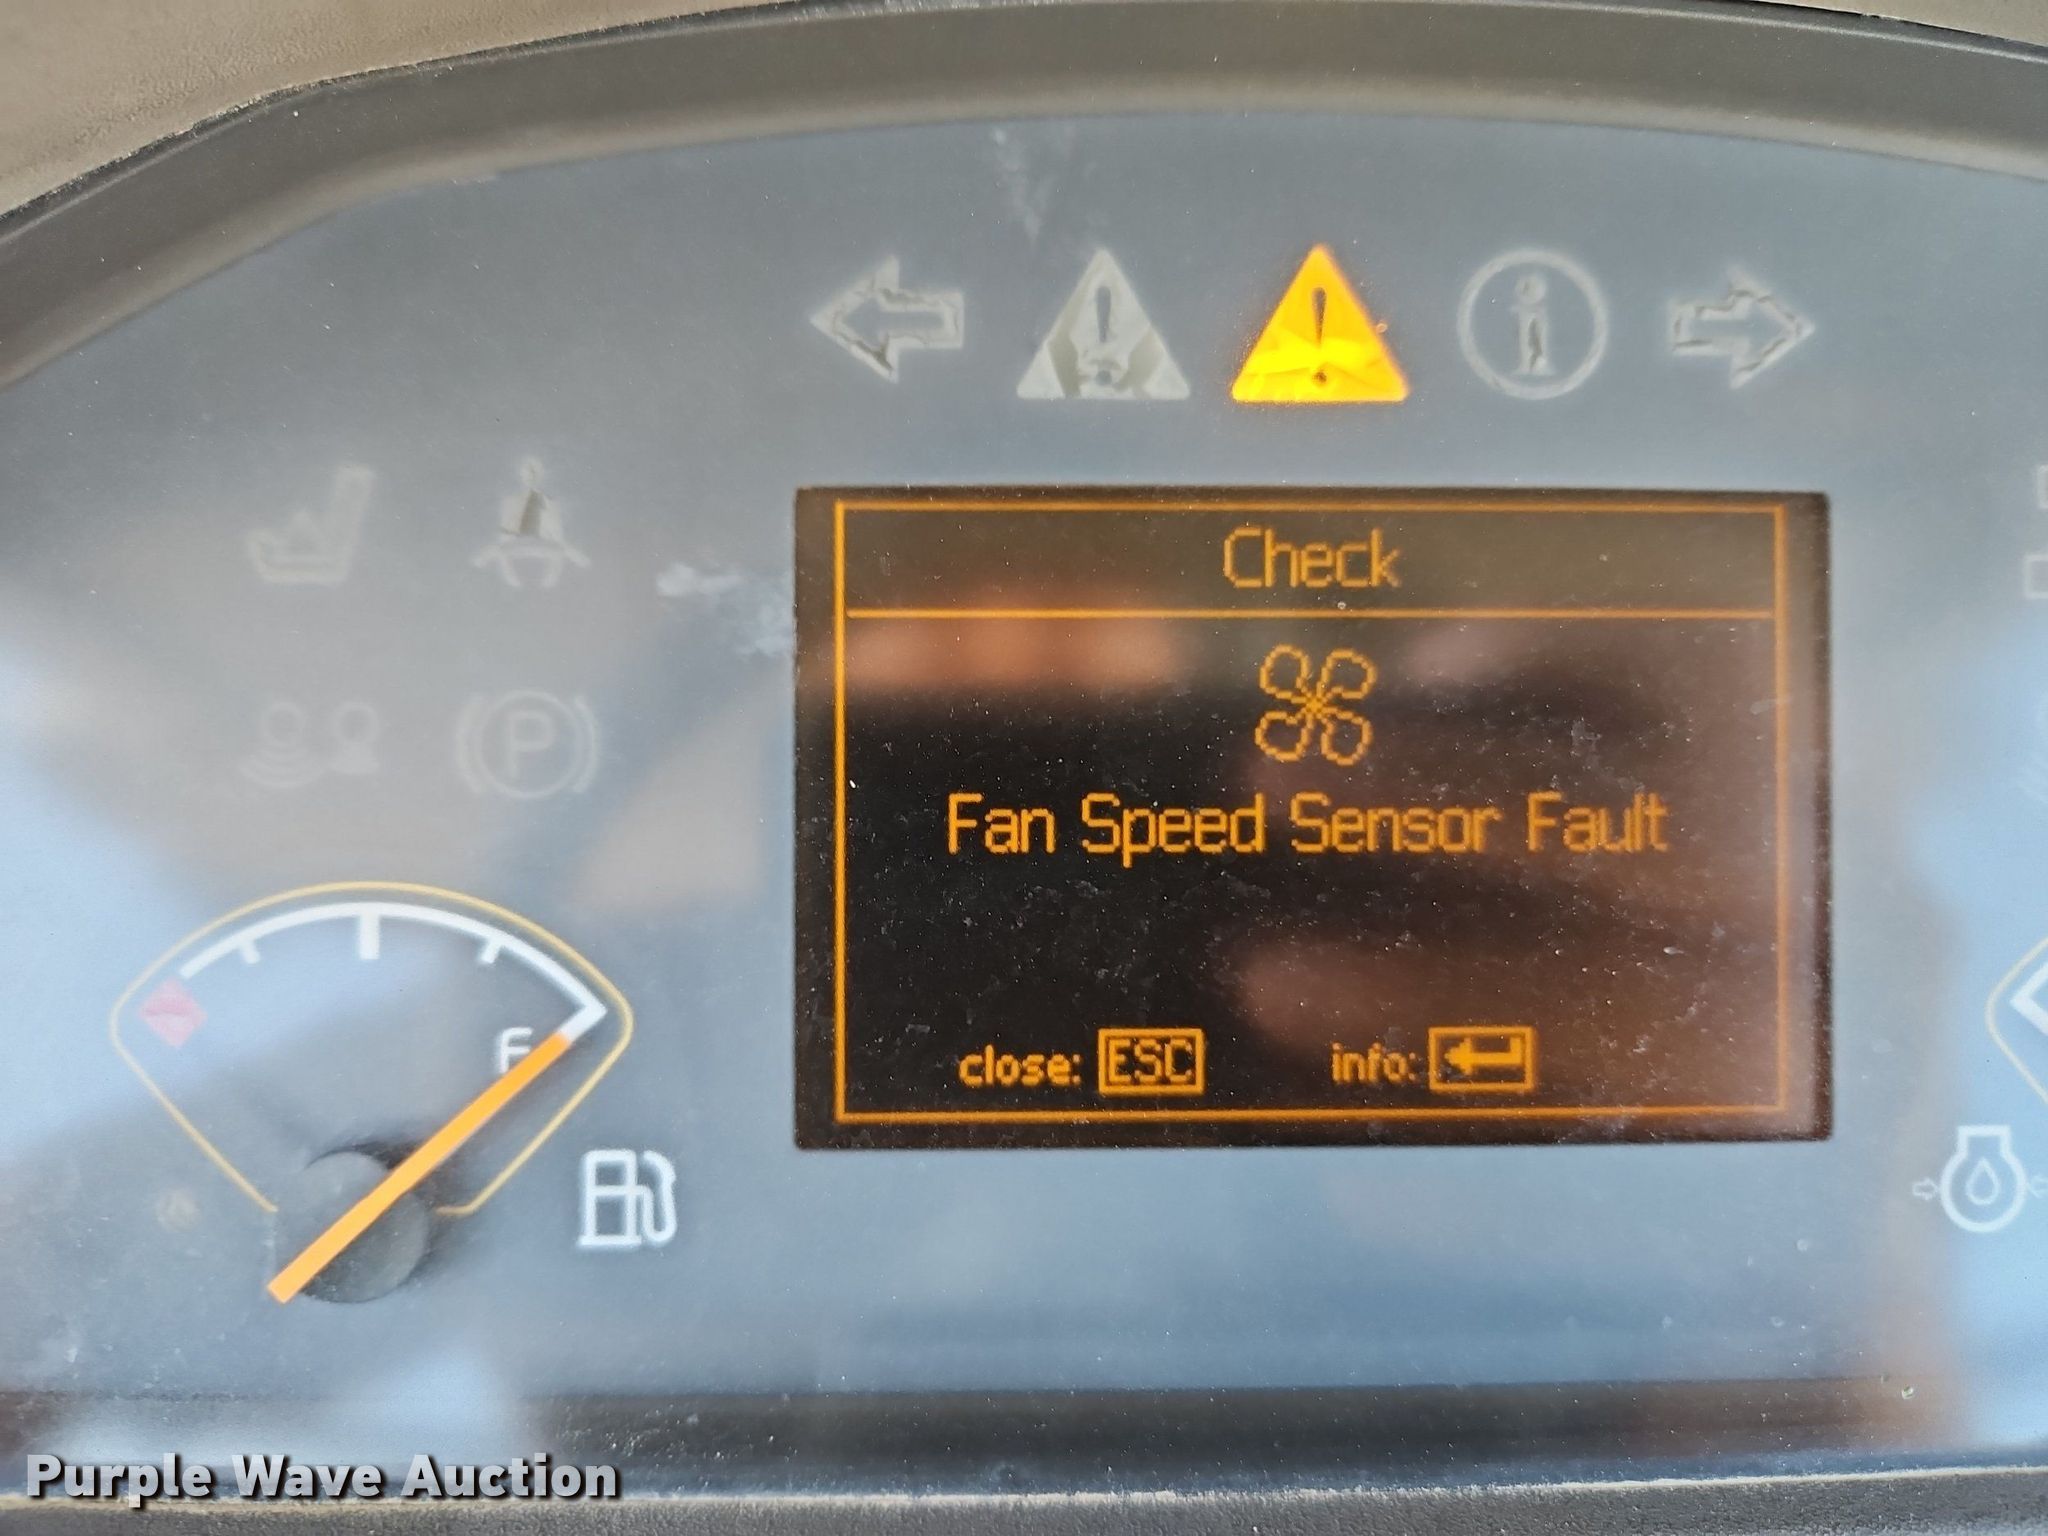 Check
Fan Speed Sensor Fault
close: ESC
info:
P
F
Purple Wave Auction